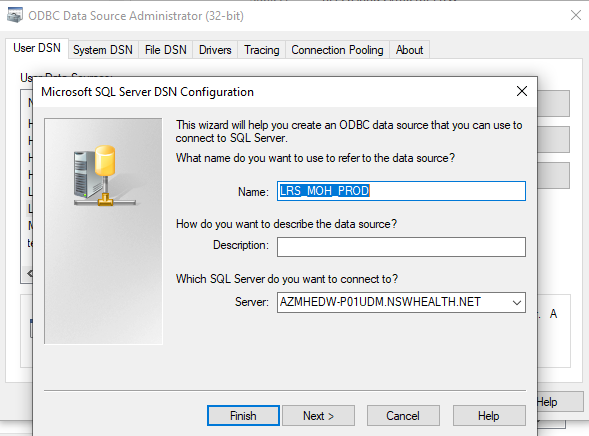 ODBC Data Source Administrator (32-bit)
User DSN System DSN File DSN Drivers Tracing Connection Pooling About
Microsoft SQL Server DSN Configuration
This wizard will help you create an ODBC data source that you can use to
connect to SQL Server.
What name do you want to use to refer to the data source?
Name: LRS_MOH_PROD
How do you want to describe the data source?
Description:
Which SQL Server do you want to connect to?
Server: AZMHEDW-P01UDM.NSWHEALTH.NET
A
Finish Next > Cancel Help
Help